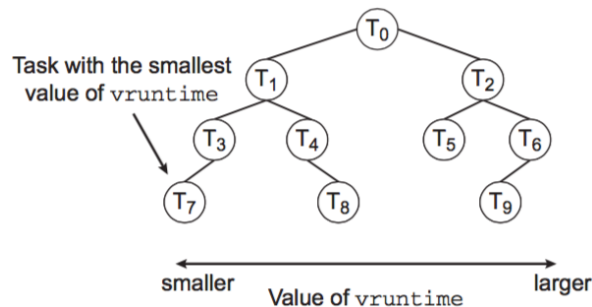 T0
Task with the smallest
value of vruntime
T1
T2
T3
T4
T5
T6
T7
T8
T9
smaller
larger
Value of vruntime